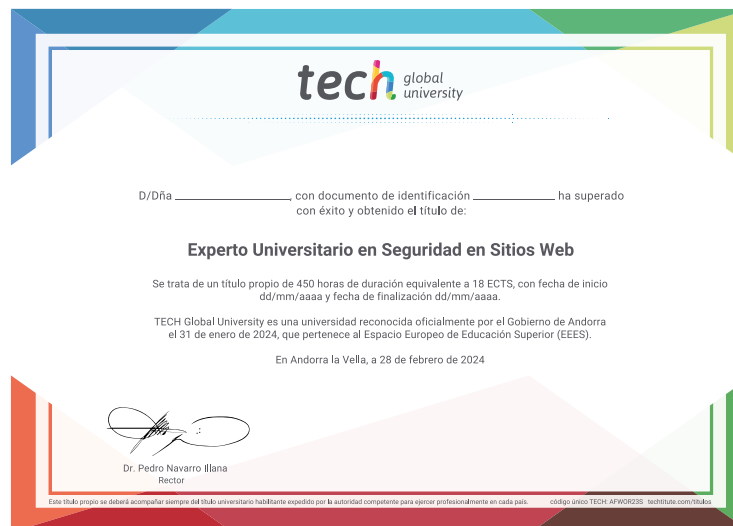 tech global university
D/Dña ____________________, con documento de identificación ______________ ha superado
con éxito y obtenido el título de:
Experto Universitario en Seguridad en Sitios Web
Se trata de un título propio de 450 horas de duración equivalente a 18 ECTS, con fecha de inicio
dd/mm/aaaa y fecha de finalización dd/mm/aaaa.
TECH Global University es una universidad reconocida oficialmente por el Gobierno de Andorra
el 31 de enero de 2024, que pertenece al Espacio Europeo de Educación Superior (EEES).
En Andorra la Vella, a 28 de febrero de 2024
Dr. Pedro Navarro Illana
Rector
Este título propio se deberá acompañar siempre del título universitario habilitante expedido por la autoridad competente para ejercer profesionalmente en cada país. código único TECH: AFWOR23S techtitute.com/titulos